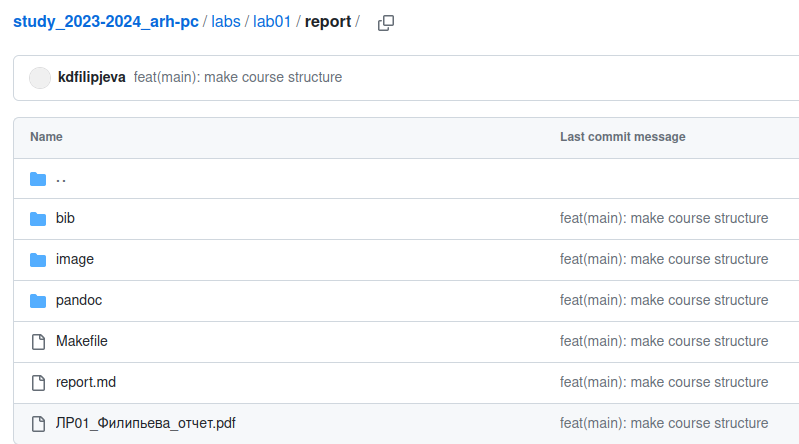 study_2023-2024_arh-pc / labs / lab01 / report /
kdfilipjeva feat(main): make course structure
Name Last commit message
..
bib feat(main): make course structure
image feat(main): make course structure
pandoc feat(main): make course structure
Makefile feat(main): make course structure
report.md feat(main): make course structure
ЛР01_Филипьева_отчет.pdf feat(main): make course structure